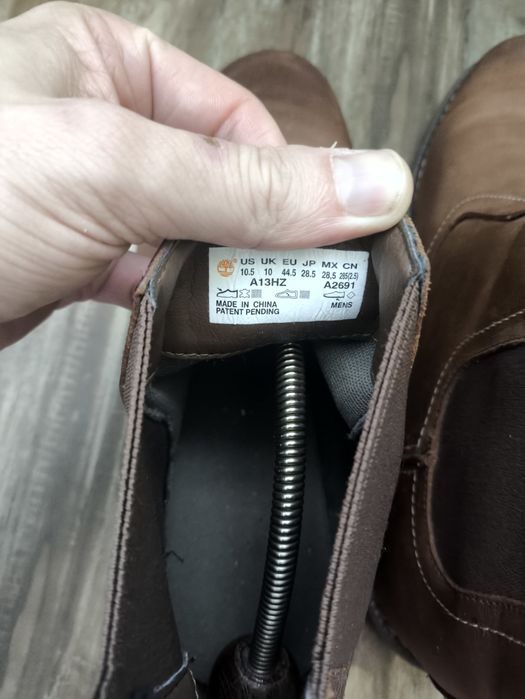 US UK EU JP MX CN
10.5 10 44.5 28.5 28,5 285(2.5)
A13HZ A2691
MADE IN CHINA
PATENT PENDING MENS